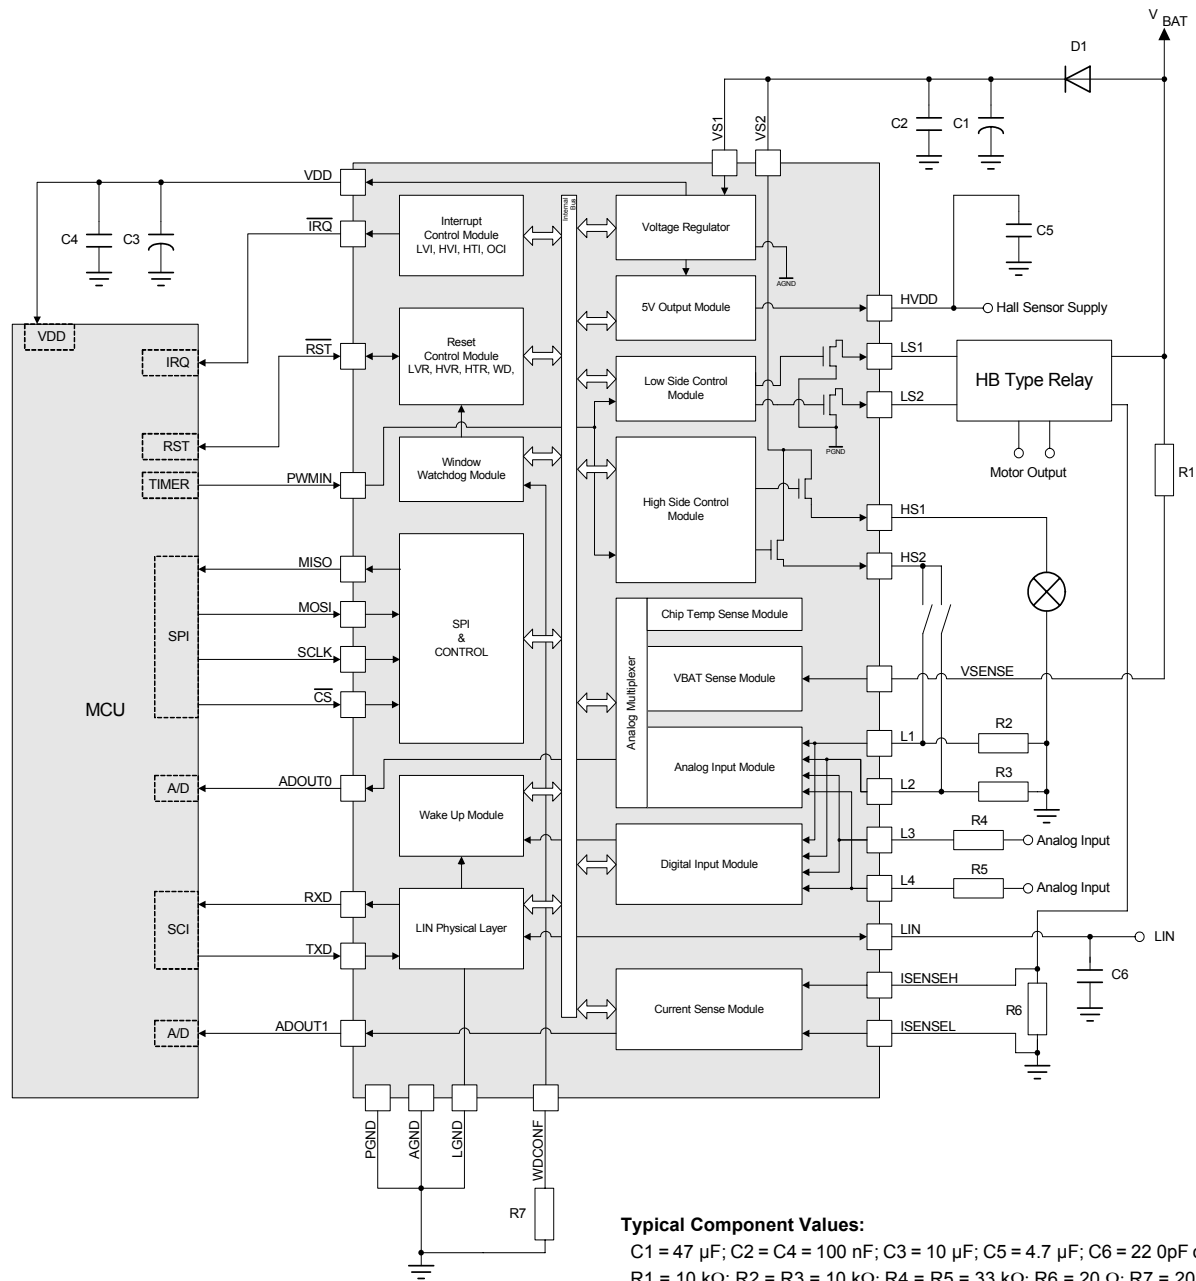 V BAT
D1
C2
C1
VS1
VS2
VDD
C4
C3
C5
IRQ
Interrupt
Control Module
LVI, HVI, HTI, OCI
Internal
Bus
Voltage Regulator
AGND
5V Output Module
HVDD
Hall Sensor Supply
VDD
IRQ
RST
Reset
Control Module
LVR, HVR, HTR, WD,
Low Side Control
Module
LS1
LS2
PGND
HB Type Relay
Motor Output
R1
RST
TIMER
PWMIN
Window
Watchdog Module
High Side Control
Module
HS1
HS2
MISO
MOSI
SCLK
CS
SPI
SPI
&
CONTROL
MCU
Analog Multiplexer
Chip Temp Sense Module
VBAT Sense Module
VSENSE
Analog Input Module
L1
R2
L2
R3
A/D
ADOUT0
Wake Up Module
Digital Input Module
L3
R4
Analog Input
L4
R5
Analog Input
SCI
RXD
TXD
LIN Physical Layer
LIN
LIN
C6
A/D
ADOUT1
Current Sense Module
ISENSEH
ISENSEL
R6
PGND
AGND
LGND
WDCONF
R7
Typical Component Values:
C1 = 47 µF; C2 = C4 = 100 nF; C3 = 10 µF; C5 = 4.7 µF; C6 = 22 0pF
R1 = 10 kΩ; R2 = R3 = 10 kΩ; R4 = R5 = 33 kΩ; R6 = 20 Ω; R7 = 20